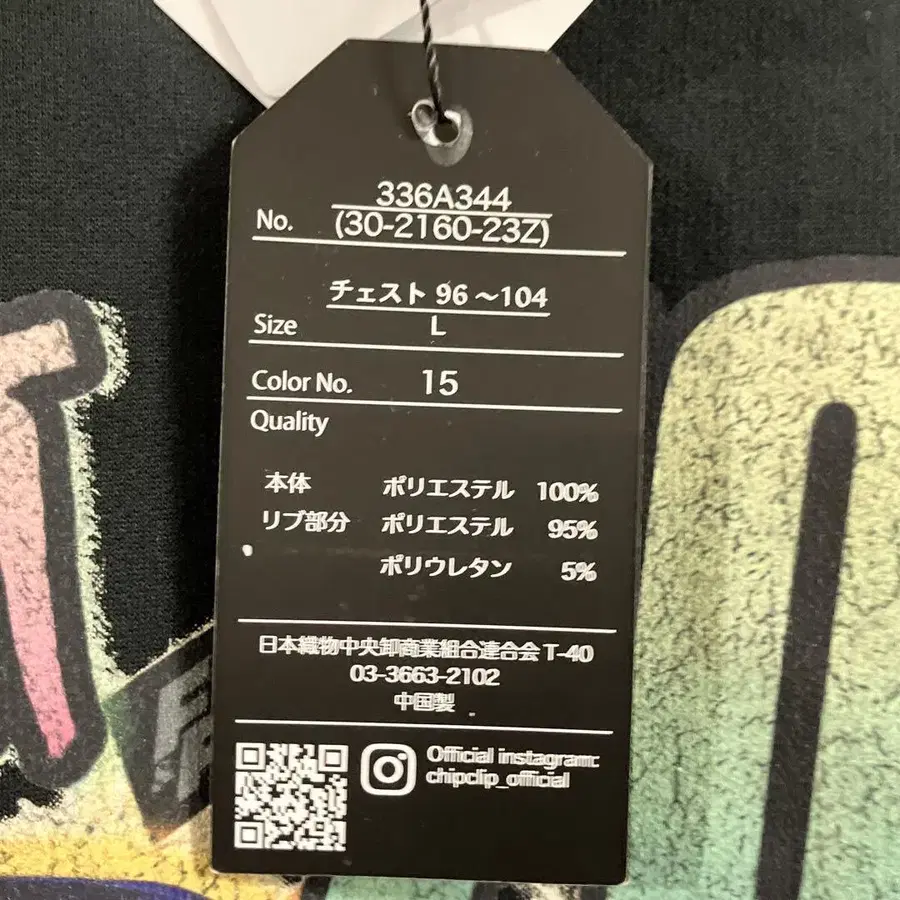 336A344
No. (30-2160-23Z)
チェスト 96～104
Size L
Color No. 15
Quality
本体 ポリエステル 100%
リブ部分 ポリエステル 95%
ポリウレタン 5%
日本織物中央卸商業組合連合会 T-40
03-3663-2102
中国製
Official instagram:
chipclip_official